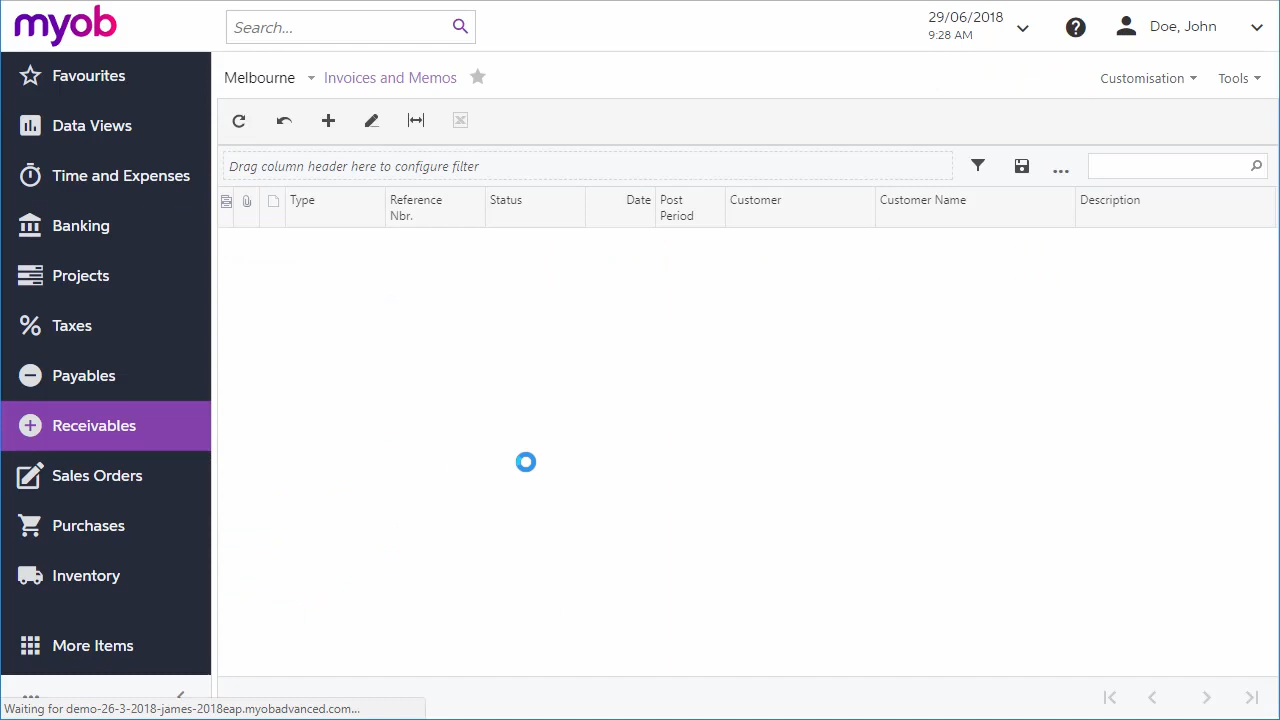 myob
Search...
29/06/2018
9:28 AM
Doe, John
Favourites
Data Views
Time and Expenses
Banking
Projects
Taxes
Payables
Receivables
Sales Orders
Purchases
Inventory
More Items
Melbourne
Invoices and Memos
Customisation
Tools
Drag column header here to configure filter
...
Type
Reference
Nbr.
Status
Date
Post
Period
Customer
Customer Name
Description
Waiting for demo-26-3-2018-james-2018eap.myobadvanced.com...